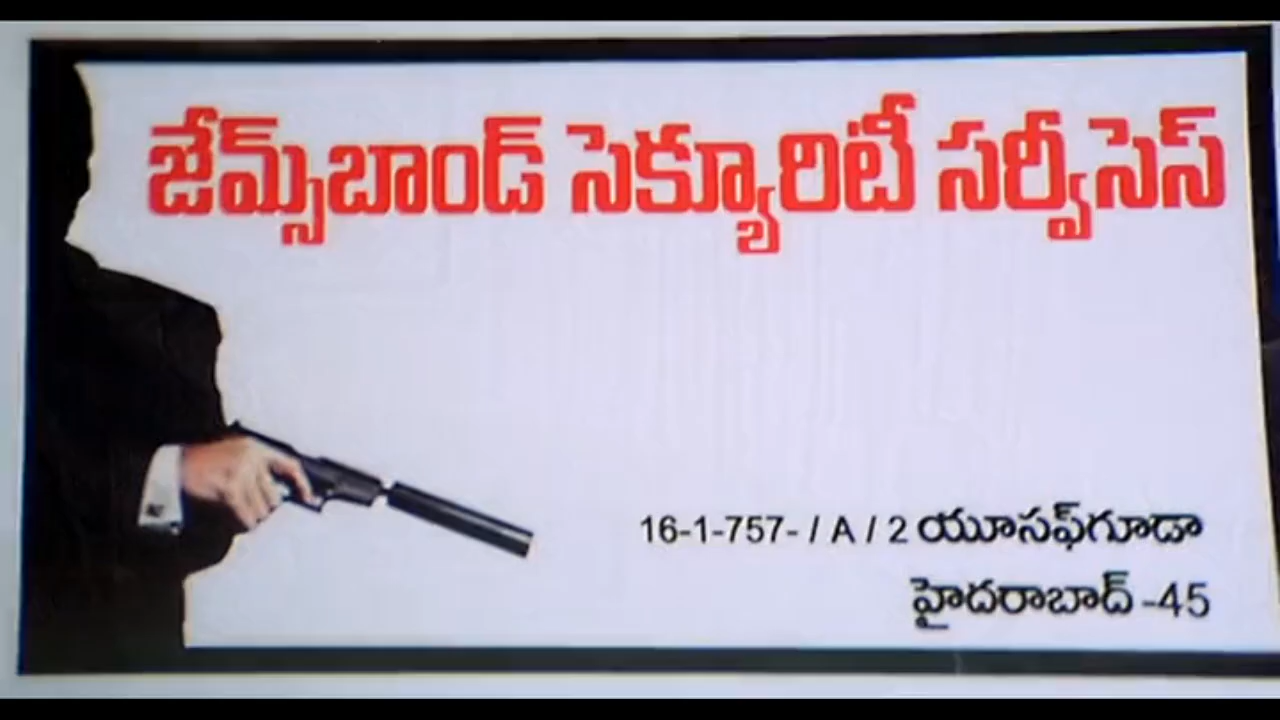 జేమ్స్‌బాండ్ సెక్యూరిటీ సర్వీసెస్
16-1-757- / A / 2 యూసఫ్‌గూడా
హైదరాబాద్ -45